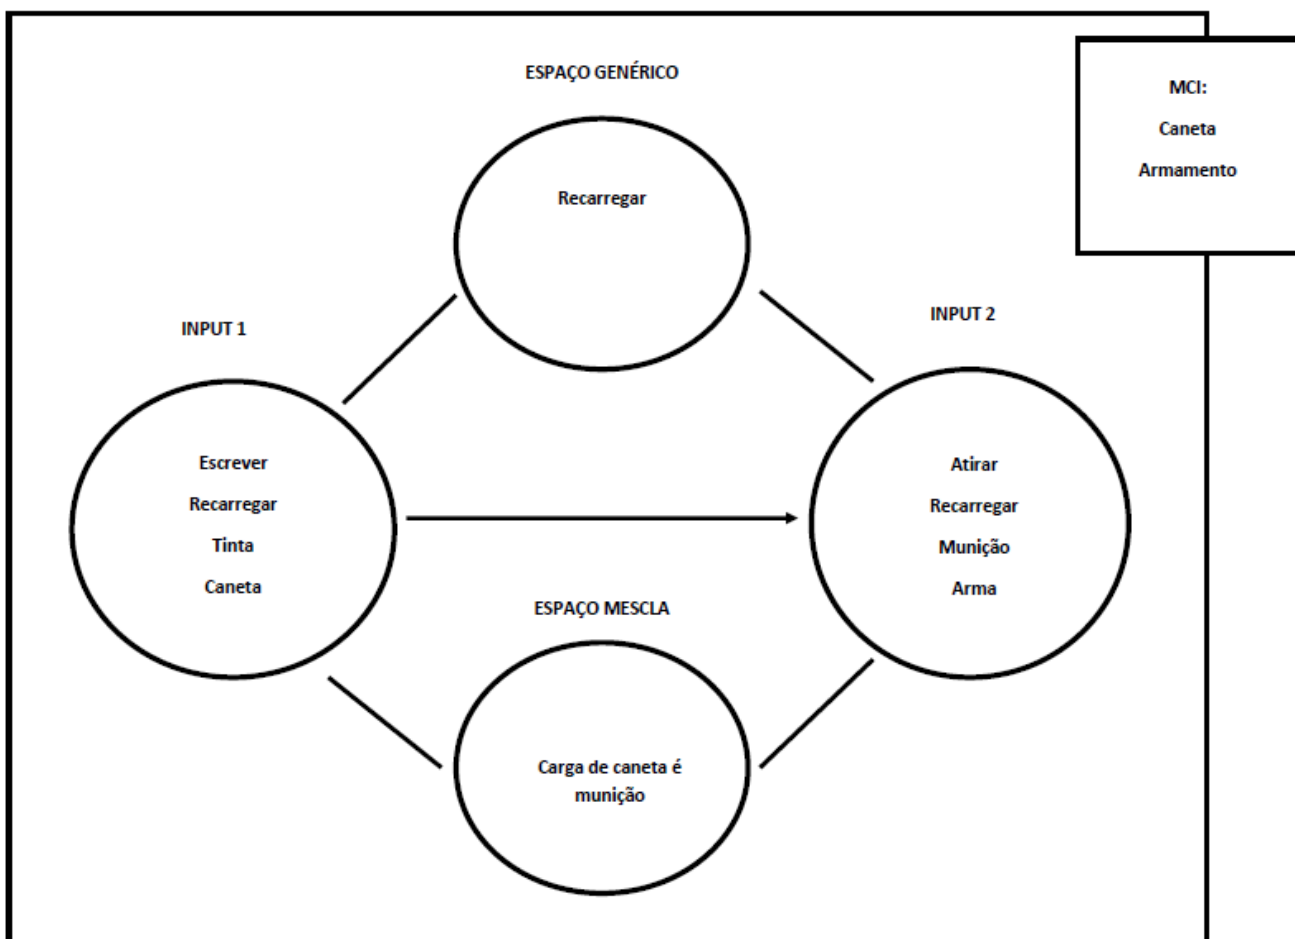 ESPAÇO GENÉRICO
Recarregar
MCI:
Caneta
Armamento
INPUT 1
Escrever
Recarregar
Tinta
Caneta
INPUT 2
Atirar
Recarregar
Munição
Arma
ESPAÇO MESCLA
Carga de caneta é
munição